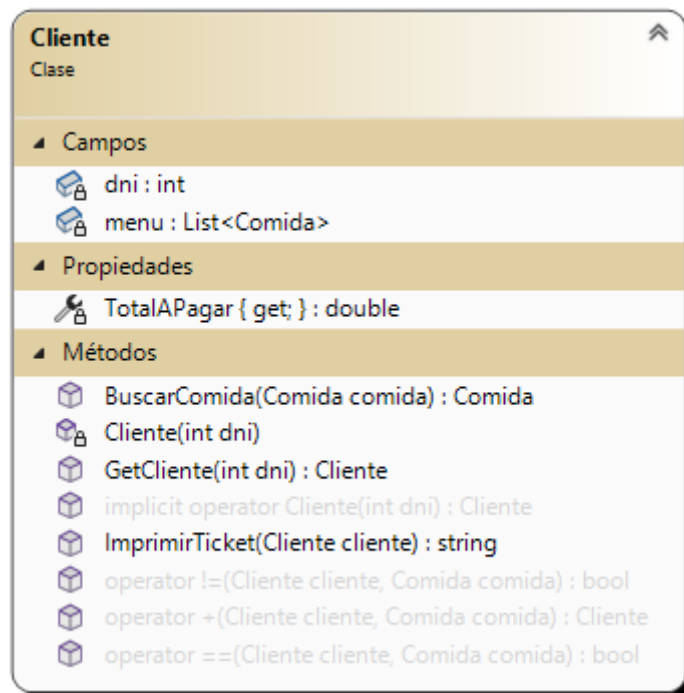 Cliente
Clase
Campos
dni : int
menu : List<Comida>
Propiedades
TotalAPagar { get; } : double
Métodos
BuscarComida(Comida comida) : Comida
Cliente(int dni)
GetCliente(int dni) : Cliente
implicit operator Cliente(int dni) : Cliente
ImprimirTicket(Cliente cliente) : string
operator !=(Cliente cliente, Comida comida) : bool
operator +(Cliente cliente, Comida comida) : Cliente
operator ==(Cliente cliente, Comida comida) : bool